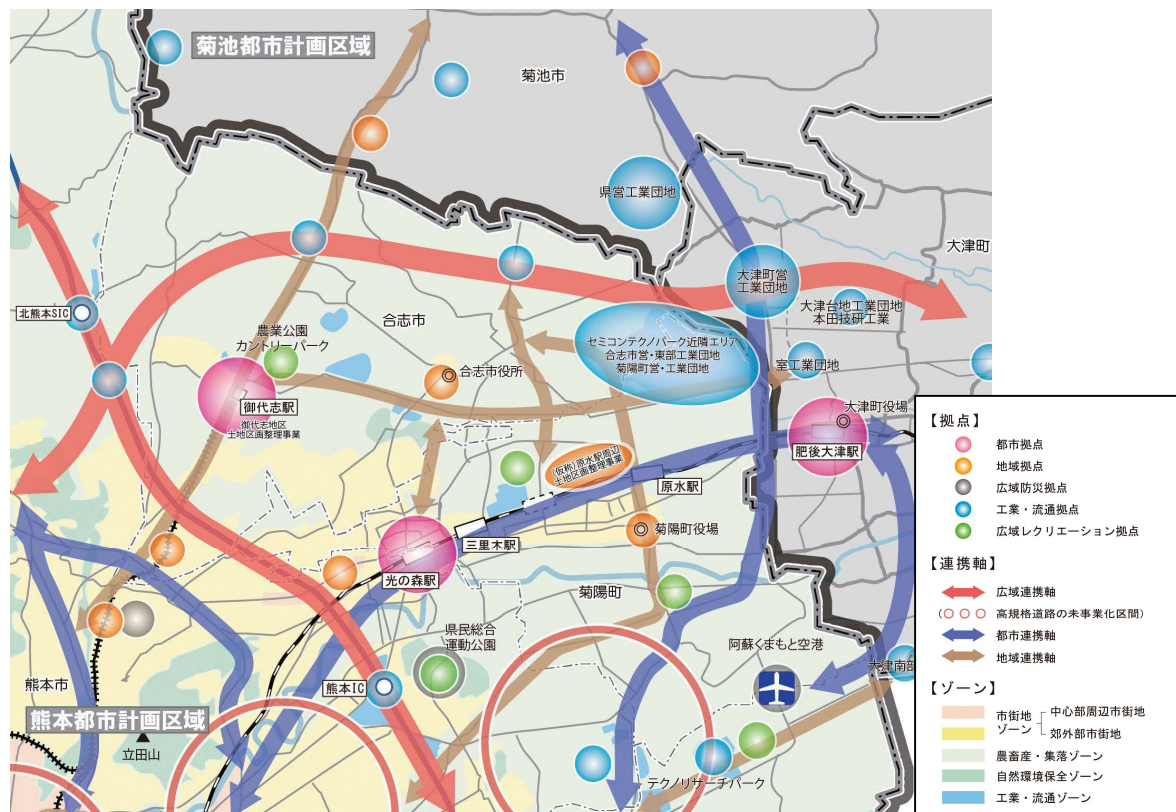 菊池都市計画区域
菊池市
県営工業団地
大津町
大津町営
工業団地
大津台地工業団地
本田技研工業
北熊本SIC
合志市
農業公園
カントリーパーク
セミコンテクノパーク近隣エリア
合志市営・東部工業団地
菊陽町営・工業団地
室工業団地
合志市役所
御代志駅
御代志地区
土地区画整理事業
大津町役場
肥後大津駅
(仮称)原水駅周辺
土地区画整理事業
原水駅
菊陽町役場
三里木駅
光の森駅
菊陽町
県民総合
運動公園
阿蘇くまもと空港
大津南部
熊本市
熊本IC
熊本都市計画区域
立田山
テクノリサーチパーク
【拠点】
都市拠点
地域拠点
広域防災拠点
工業・流通拠点
広域レクリエーション拠点
【連携軸】
広域連携軸
(○○○ 高規格道路の未事業化区間)
都市連携軸
地域連携軸
【ゾーン】
市街地
ゾーン
中心部周辺市街地
郊外部市街地
農畜産・集落ゾーン
自然環境保全ゾーン
工業・流通ゾーン